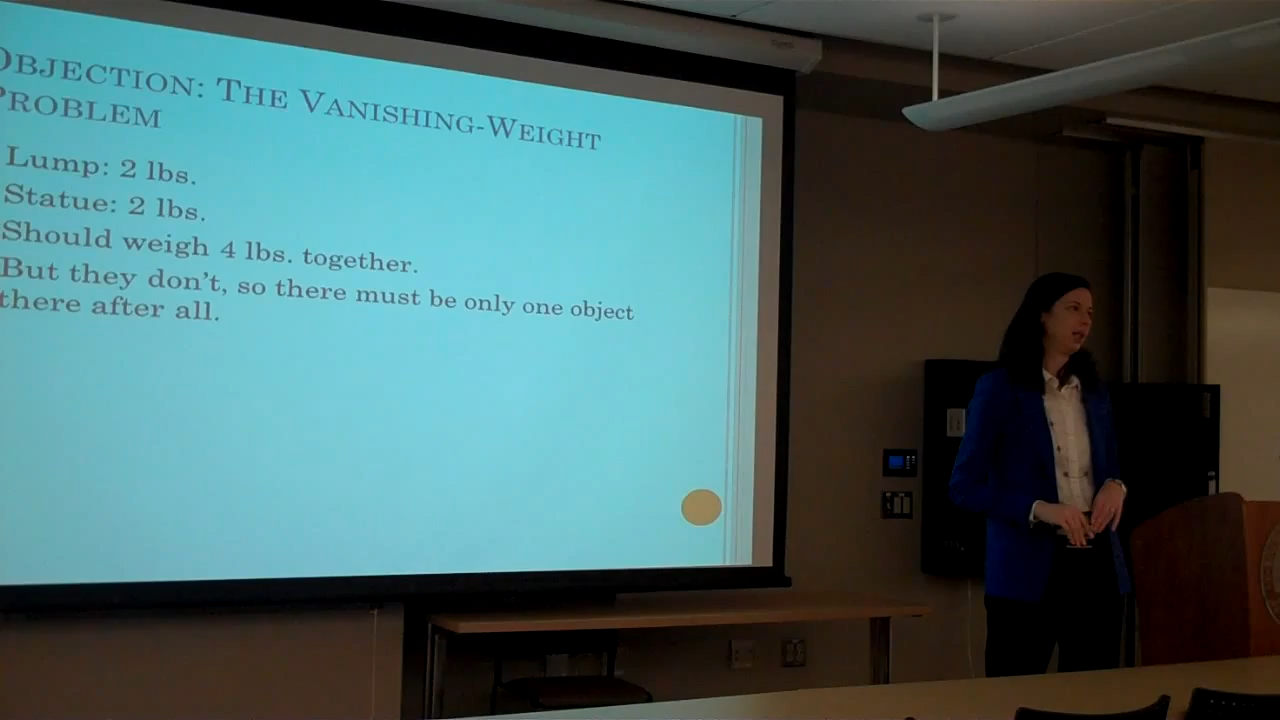 OBJECTION: THE VANISHING-WEIGHT
PROBLEM
Lump: 2 lbs.
Statue: 2 lbs.
Should weigh 4 lbs. together.
But they don't, so there must be only one object
there after all.